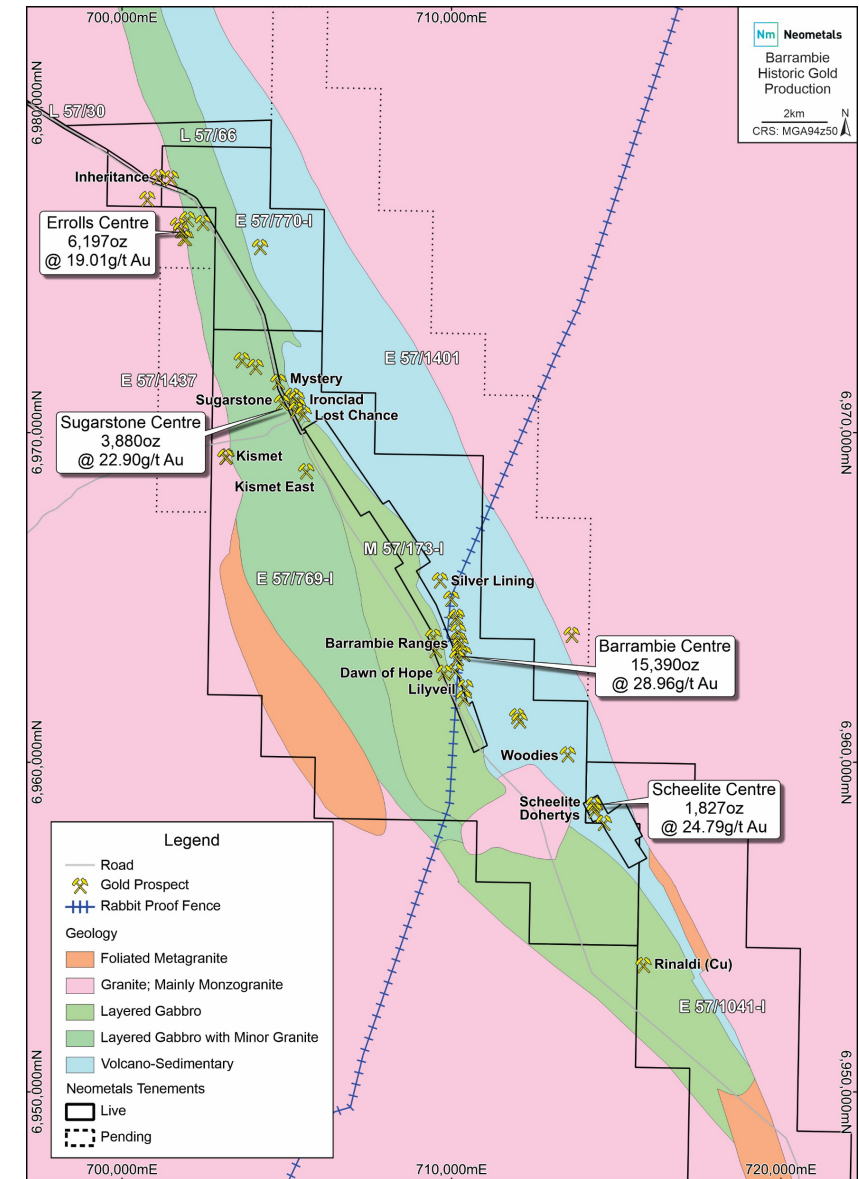 700,000mE
710,000mE
Nm Neometals
Barrambie
Historic Gold
Production
2km
N
CRS: MGA94z50
6,980,000mN
6,980,000mN
L 57/30
L 57/66
Inheritance
E 57/770-I
Errolls Centre
6,197oz
@ 19.01g/t Au
E 57/1401
E 57/1437
Mystery
Sugarstone
Ironclad
Lost Chance
Sugarstone Centre
3,880oz
@ 22.90g/t Au
6,970,000mN
6,970,000mN
Kismet
Kismet East
M 57/173-I
E 57/769-I
Silver Lining
Barrambie Ranges
Barrambie Centre
15,390oz
@ 28.96g/t Au
Dawn of Hope
Lilyveil
6,960,000mN
6,960,000mN
Woodies
Scheelite
Dohertys
Scheelite Centre
1,827oz
@ 24.79g/t Au
Rinaldi (Cu)
E 57/1041-I
6,950,000mN
6,950,000mN
Legend
Road
Gold Prospect
Rabbit Proof Fence
Geology
Foliated Metagranite
Granite; Mainly Monzogranite
Layered Gabbro
Layered Gabbro with Minor Granite
Volcano-Sedimentary
Neometals Tenements
Live
Pending
700,000mE
710,000mE
720,000mE